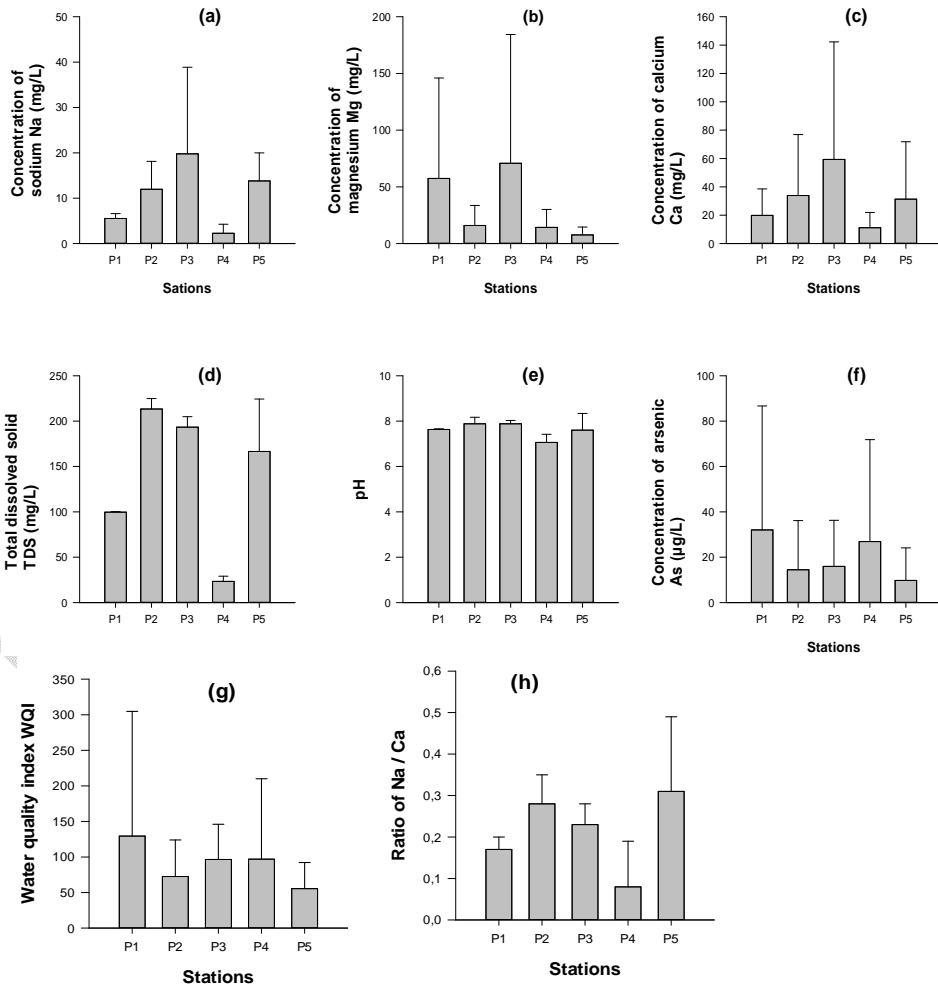 (a)
Concentration of
sodium Na (mg/L)
50
40
30
20
10
0
P1 P2 P3 P4 P5
Sations
(b)
Concentration of
magnesium Mg (mg/L)
200
150
100
50
0
P1 P2 P3 P4 P5
Stations
(c)
Concentration of calcium
Ca (mg/L)
160
140
120
100
80
60
40
20
0
P1 P2 P3 P4 P5
Stations
(d)
Total dissolved solid
TDS (mg/L)
250
200
150
100
50
0
P1 P2 P3 P4 P5
(e)
pH
10
8
6
4
2
0
P1 P2 P3 P4 P5
(f)
Concentration of arsenic
As (µg/L)
100
80
60
40
20
0
P1 P2 P3 P4 P5
Stations
(g)
Water quality index WQI
350
300
250
200
150
100
50
0
P1 P2 P3 P4 P5
Stations
(h)
Ratio of Na / Ca
0,6
0,5
0,4
0,3
0,2
0,1
0,0
P1 P2 P3 P4 P5
Stations